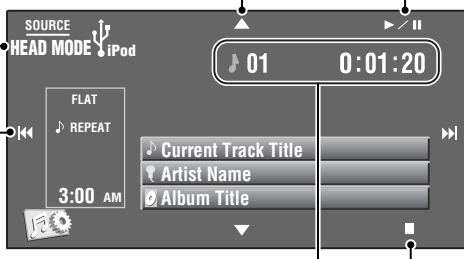 SOURCE
HEAD MODE iPod
01 0:01:20
FLAT
REPEAT
Current Track Title
Artist Name
Album Title
3:00 AM